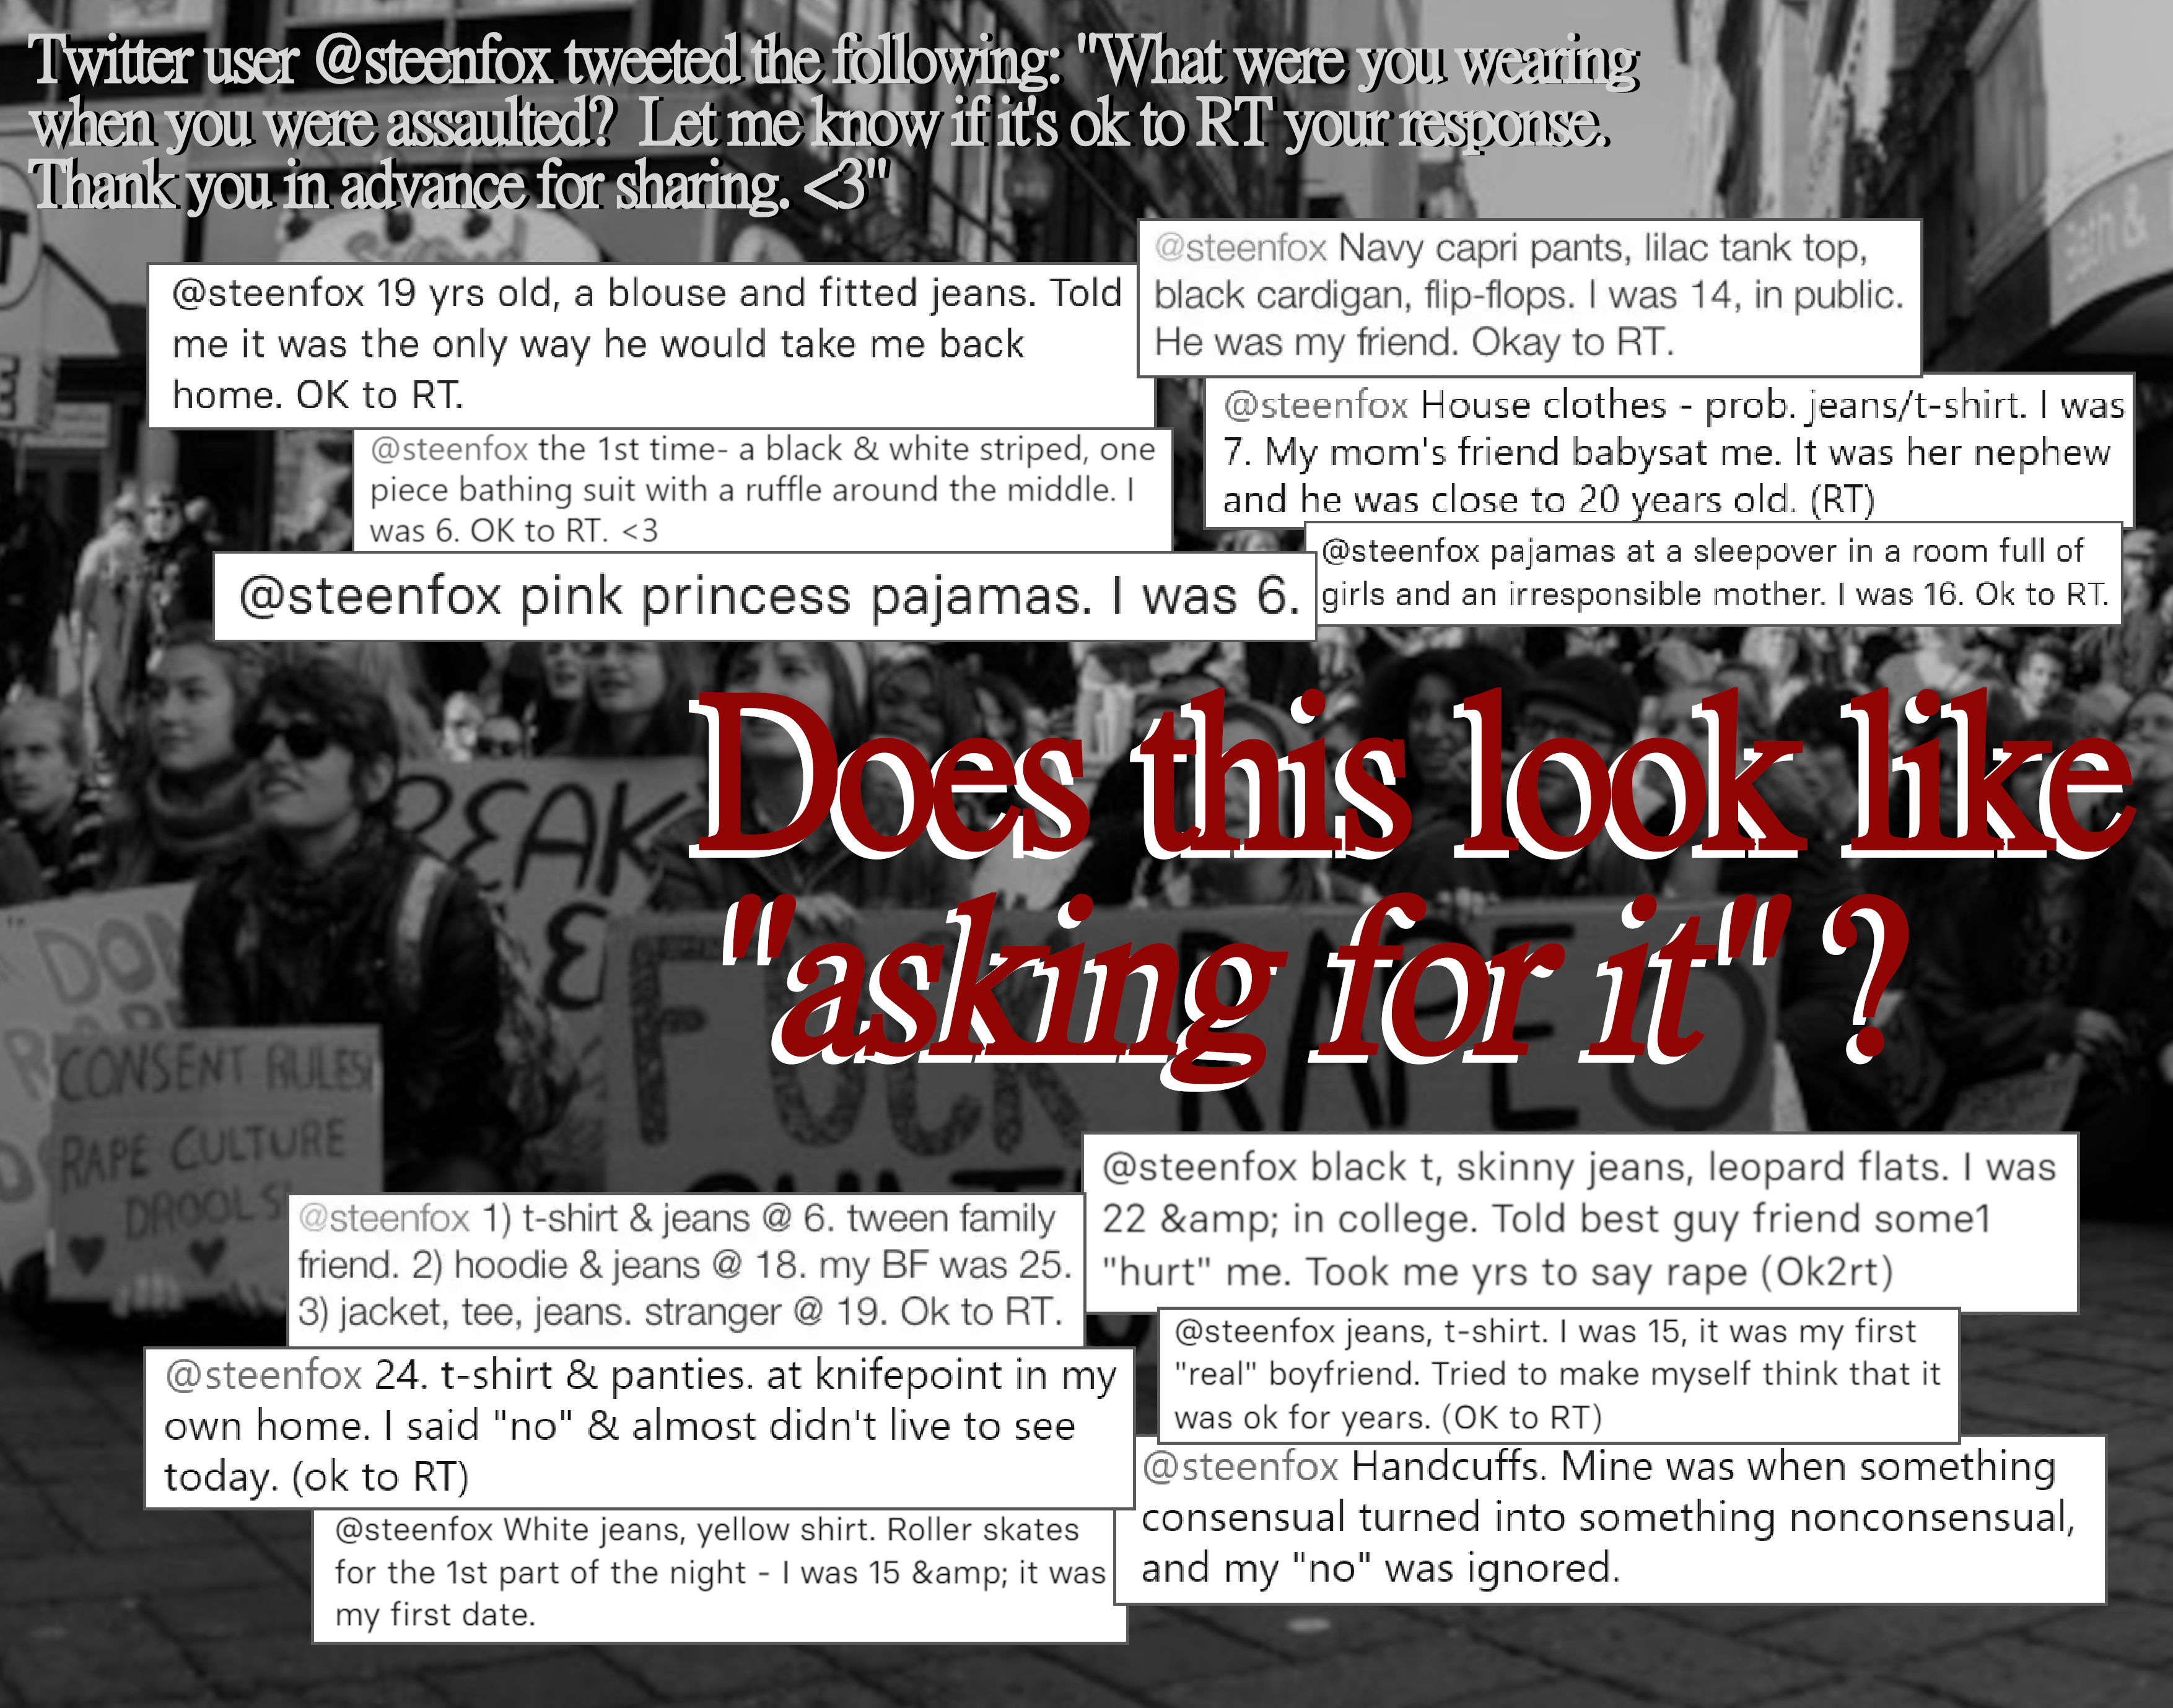 Twitter user @steenfox tweeted the following: "What were you wearing
when you were assaulted?  Let me know if it's ok to RT your response.
Thank you in advance for sharing. <3"
@steenfox 19 yrs old, a blouse and fitted jeans. Told
me it was the only way he would take me back
home. OK to RT.
@steenfox Navy capri pants, lilac tank top,
black cardigan, flip-flops. I was 14, in public.
He was my friend. Okay to RT.
@steenfox the 1st time- a black & white striped, one
piece bathing suit with a ruffle around the middle. I
was 6. OK to RT. <3
@steenfox House clothes - prob. jeans/t-shirt. I was
7. My mom's friend babysat me. It was her nephew
and he was close to 20 years old. (RT)
@steenfox pink princess pajamas. I was 6.
@steenfox pajamas at a sleepover in a room full of
girls and an irresponsible mother. I was 16. Ok to RT.
Does this look like
"asking for it" ?
FUCK RAPE
CONSENT RULES!
RAPE CULTURE
DROOLS!
@steenfox 1) t-shirt & jeans @ 6. tween family
friend. 2) hoodie & jeans @ 18. my BF was 25.
3) jacket, tee, jeans. stranger @ 19. Ok to RT.
@steenfox black t, skinny jeans, leopard flats. I was
22 &amp; in college. Told best guy friend some1
"hurt" me. Took me yrs to say rape (Ok2rt)
@steenfox 24. t-shirt & panties. at knifepoint in my
own home. I said "no" & almost didn't live to see
today. (ok to RT)
@steenfox jeans, t-shirt. I was 15, it was my first
"real" boyfriend. Tried to make myself think that it
was ok for years. (OK to RT)
@steenfox White jeans, yellow shirt. Roller skates
for the 1st part of the night - I was 15 &amp; it was
my first date.
@steenfox Handcuffs. Mine was when something
consensual turned into something nonconsensual,
and my "no" was ignored.